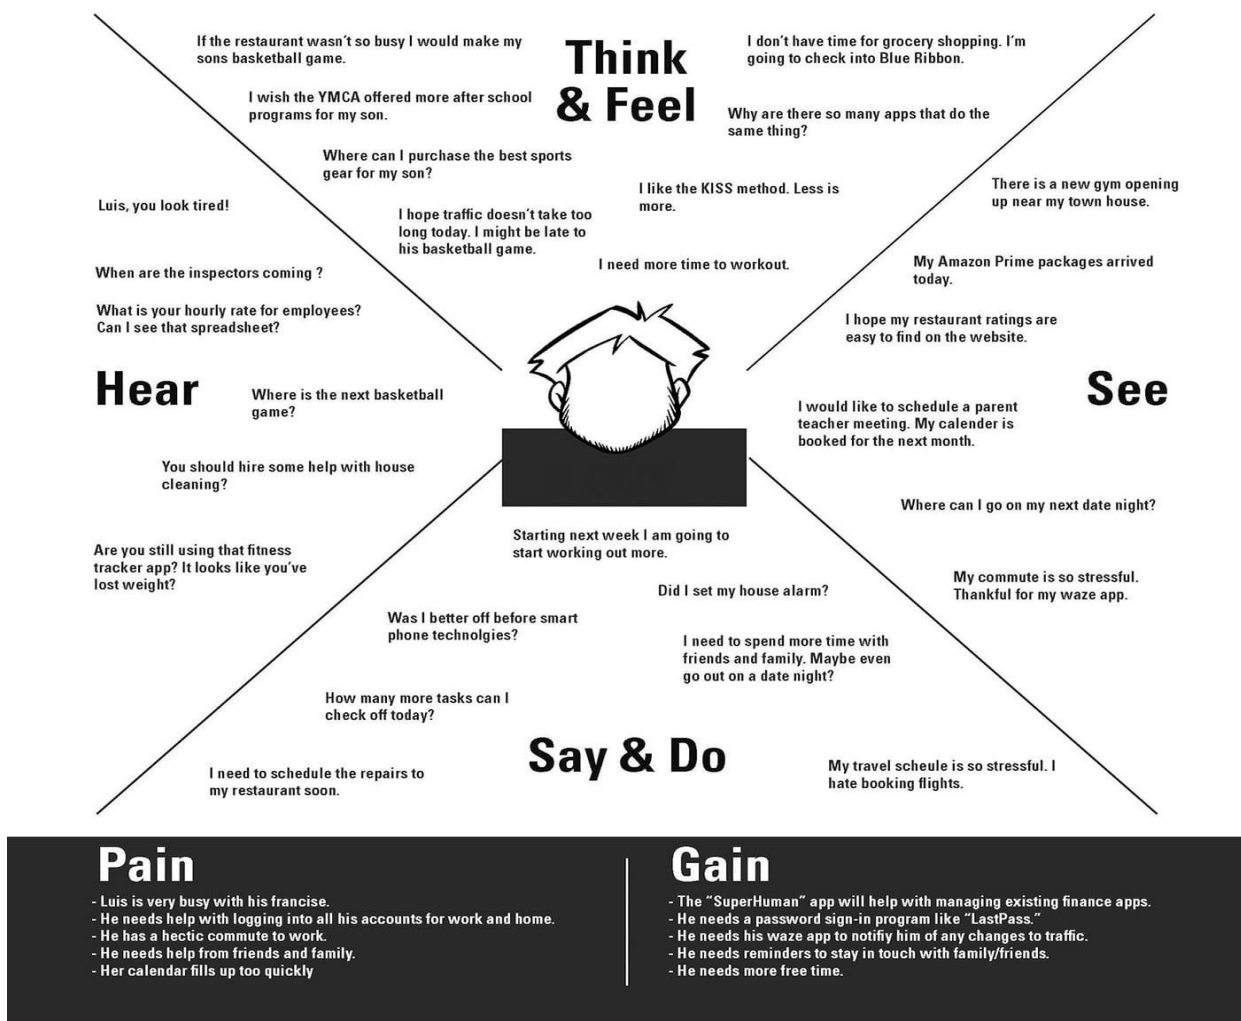 If the restaurant wasn't so busy I would make my
sons basketball game.
I wish the YMCA offered more after school
programs for my son.
Where can I purchase the best sports
gear for my son?
I hope traffic doesn't take too
long today. I might be late to
his basketball game.
Think
& Feel
I don't have time for grocery shopping. I'm
going to check into Blue Ribbon.
Why are there so many apps that do the
same thing?
I like the KISS method. Less is
more.
I need more time to workout.
Luis, you look tired!
When are the inspectors coming ?
What is your hourly rate for employees?
Can I see that spreadsheet?
Hear
Where is the next basketball
game?
You should hire some help with house
cleaning?
Are you still using that fitness
tracker app? It looks like you've
lost weight?
There is a new gym opening
up near my town house.
My Amazon Prime packages arrived
today.
I hope my restaurant ratings are
easy to find on the website.
See
I would like to schedule a parent
teacher meeting. My calender is
booked for the next month.
Where can I go on my next date night?
My commute is so stressful.
Thankful for my waze app.
Starting next week I am going to
start working out more.
Did I set my house alarm?
Was I better off before smart
phone technolgies?
I need to spend more time with
friends and family. Maybe even
go out on a date night?
How many more tasks can I
check off today?
Say & Do
I need to schedule the repairs to
my restaurant soon.
My travel scheule is so stressful. I
hate booking flights.
Pain
- Luis is very busy with his francise.
- He needs help with logging into all his accounts for work and home.
- He has a hectic commute to work.
- He needs help from friends and family.
- Her calendar fills up too quickly
Gain
- The “SuperHuman” app will help with managing existing finance apps.
- He needs a password sign-in program like “LastPass.”
- He needs his waze app to notifiy him of any changes to traffic.
- He needs reminders to stay in touch with family/friends.
- He needs more free time.